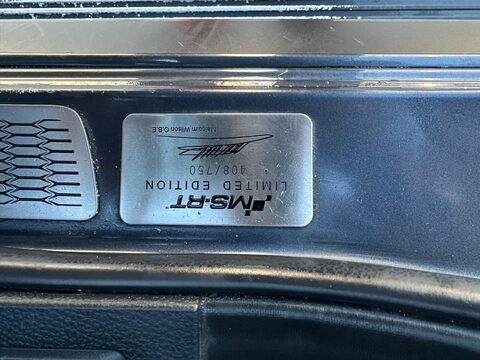 MS-RT
LIMITED EDITION
408/750
Malcolm Wilson O.B.E